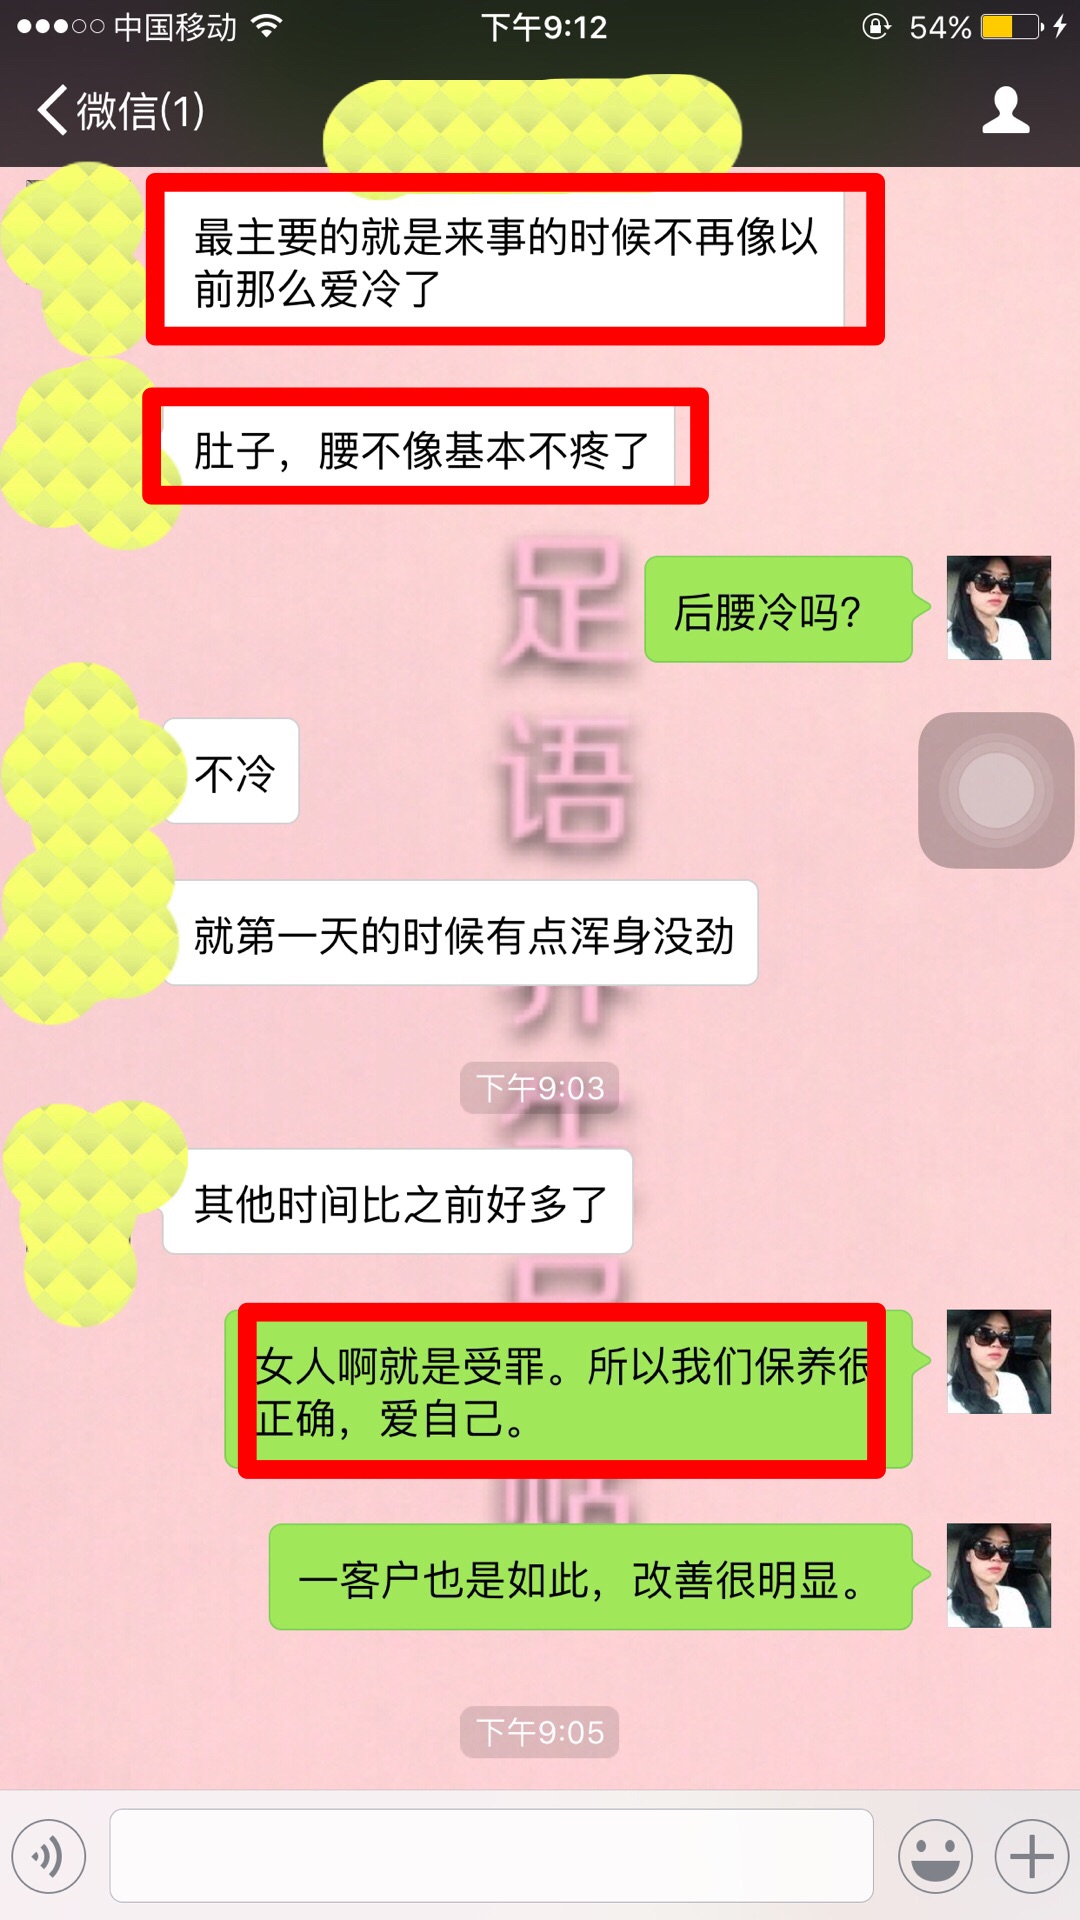 中国移动
下午9:12
54%
微信(1)
最主要的就是来事的时候不再像以
前那么爱冷了
肚子，腰不像基本不疼了
足
后腰冷吗？
语
不冷
就第一天的时候有点浑身没劲
下午9:03
其他时间比之前好多了
女人啊就是受罪。所以我们保养很
正确，爱自己。
一客户也是如此，改善很明显。
下午9:05